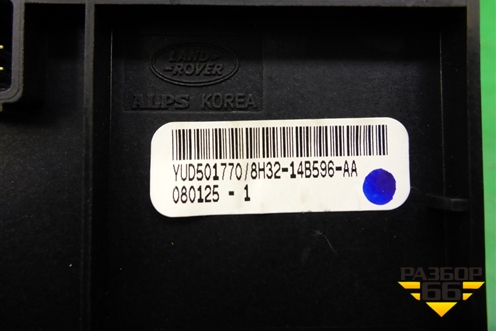 LAND-
-ROVER
ALPS KOREA
YUD501770/8H32-14B596-AA
080125 - 1
РАЗБОР
66